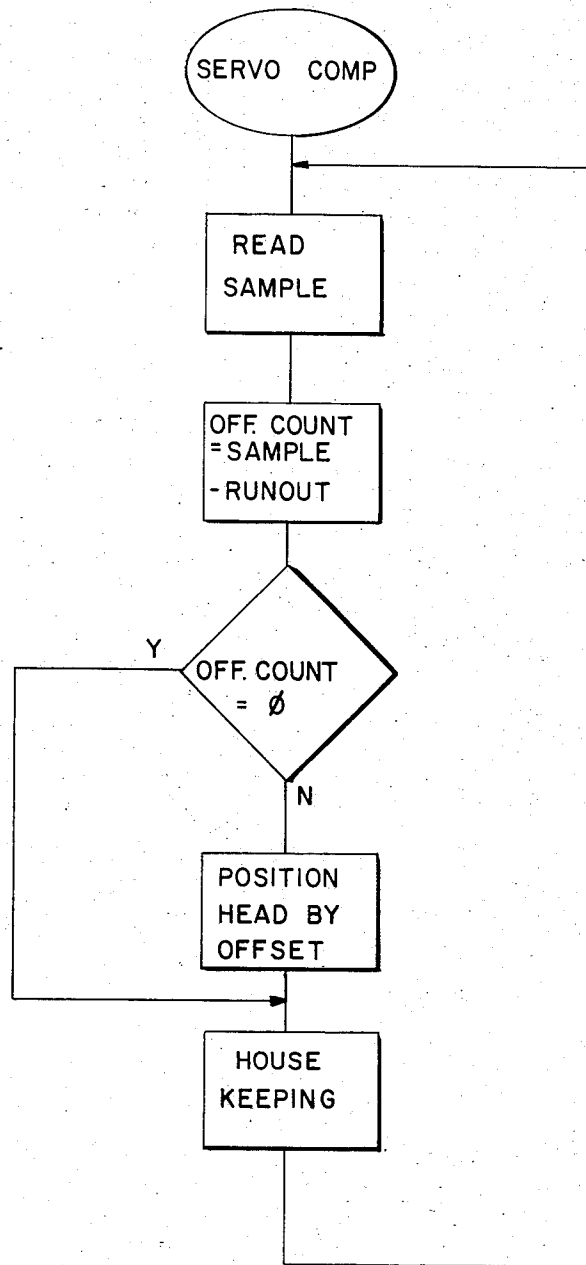 SERVO COMP
READ
SAMPLE
OFF. COUNT
=SAMPLE
-RUNOUT
Y
OFF. COUNT
= Ø
N
POSITION
HEAD BY
OFFSET
HOUSE
KEEPING